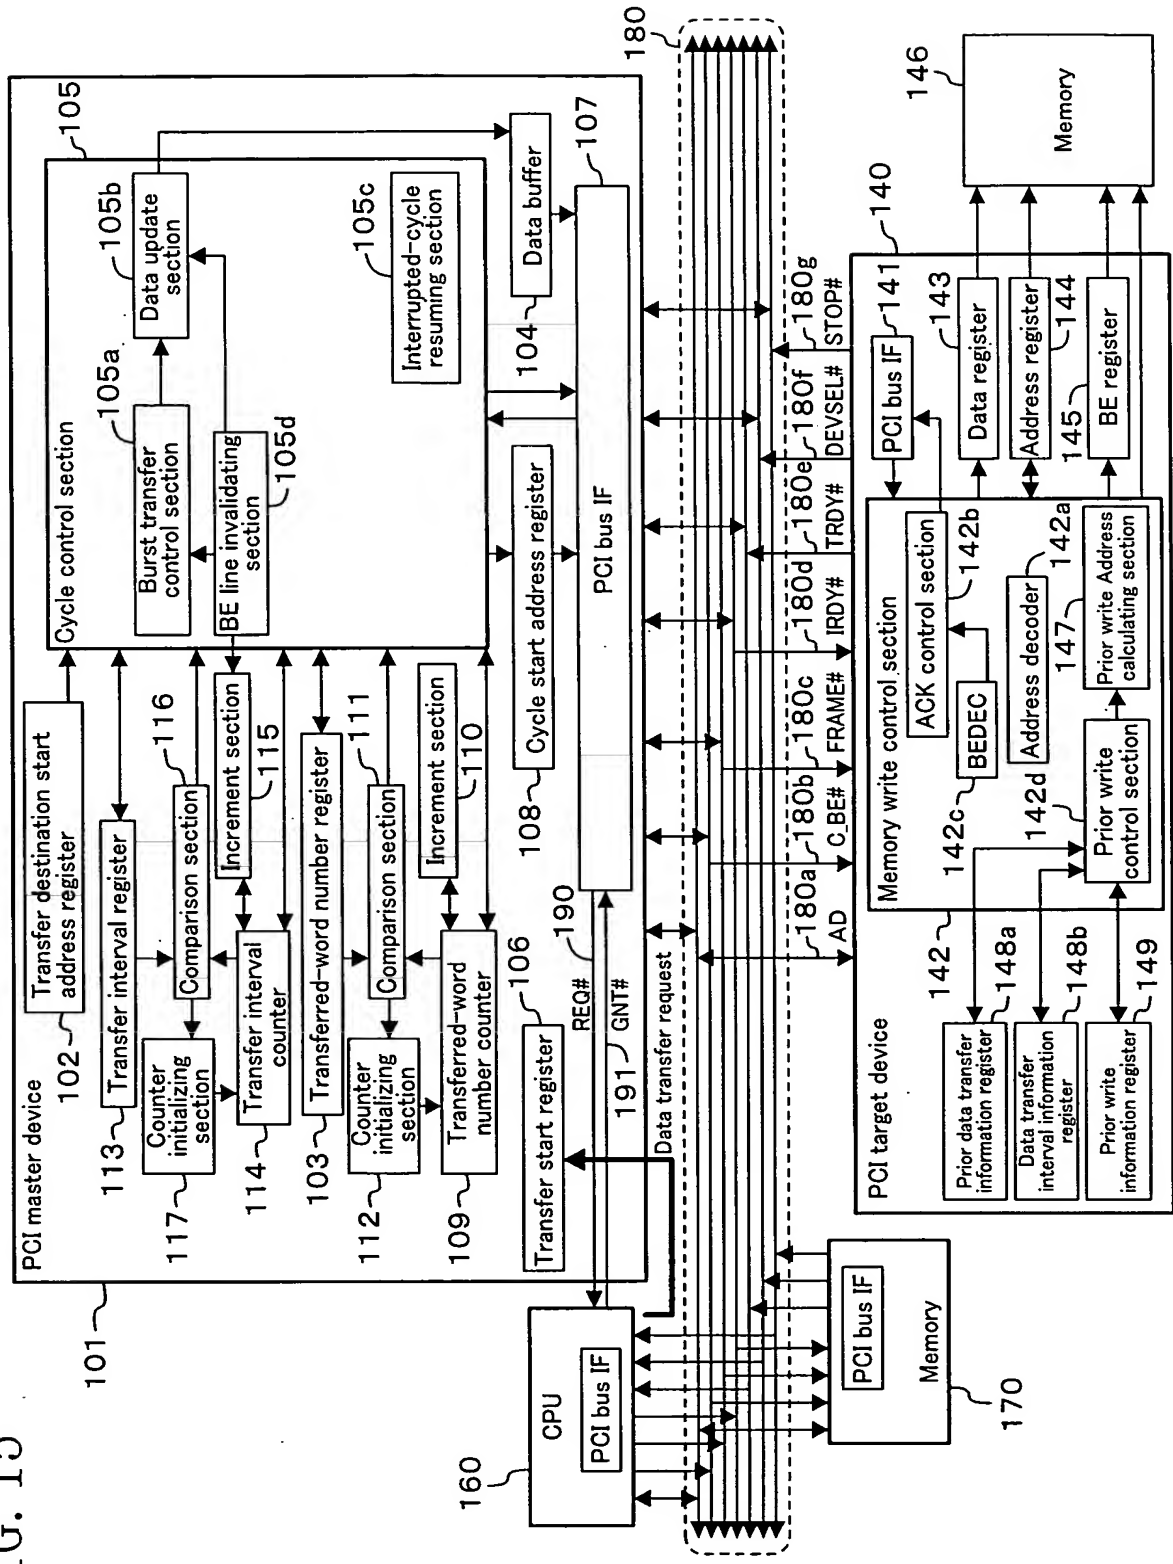 FIG. 15
PCI master device
101
Transfer destination start
address register
102
Transfer interval register
113
Counter
initializing
section
117
Comparison section
116
Transfer interval
counter
114
Increment section
115
Transferred-word number register
103
Counter
initializing
section
112
Comparison section
111
Transferred-word
number counter
109
Increment section
110
Cycle control section
105
Burst transfer
control section
105a
Data update
section
105b
BE line invalidating
section
105d
Interrupted-cycle
resuming section
105c
Transfer start register
106
Cycle start address register
108
Data buffer
104
PCI bus IF
107
REQ#
190
GNT#
191
Data transfer request
CPU
PCI bus IF
160
180
AD
180a
C_BE#
180b
FRAME#
180c
IRDY#
180d
TRDY#
180e
DEVSEL#
180f
STOP#
180g
PCI bus IF
Memory
170
PCI target device
140
Prior data transfer
information register
148a
Data transfer
interval information
register
148b
Prior write
information register
149
142
Memory write control section
ACK control section
142b
BEDEC
142c
Address decoder
142a
142d
Prior write
control section
Prior write Address
calculating section
147
PCI bus IF
141
Data register
143
Address register
144
BE register
145
Memory
146